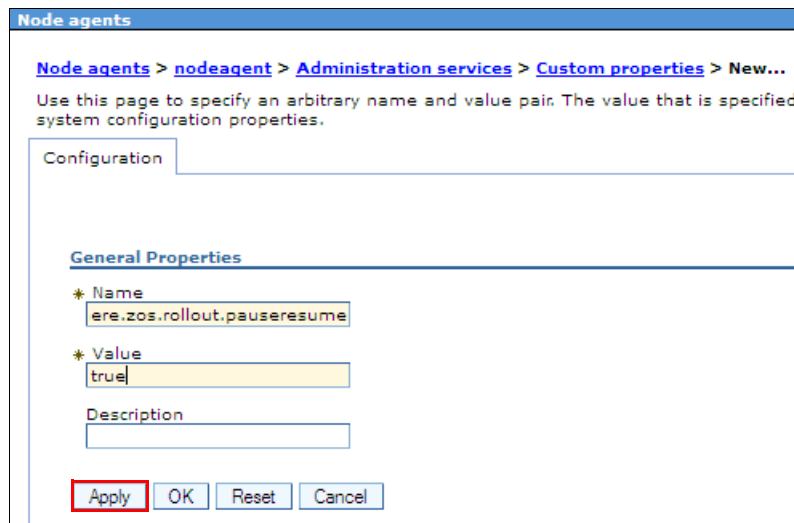 Node agents
Node agents > nodeagent > Administration services > Custom properties > New...
Use this page to specify an arbitrary name and value pair. The value that is specified
system configuration properties.
Configuration
General Properties
* Name
ere.zos.rollout.pauseresume
* Value
true
Description
Apply OK Reset Cancel